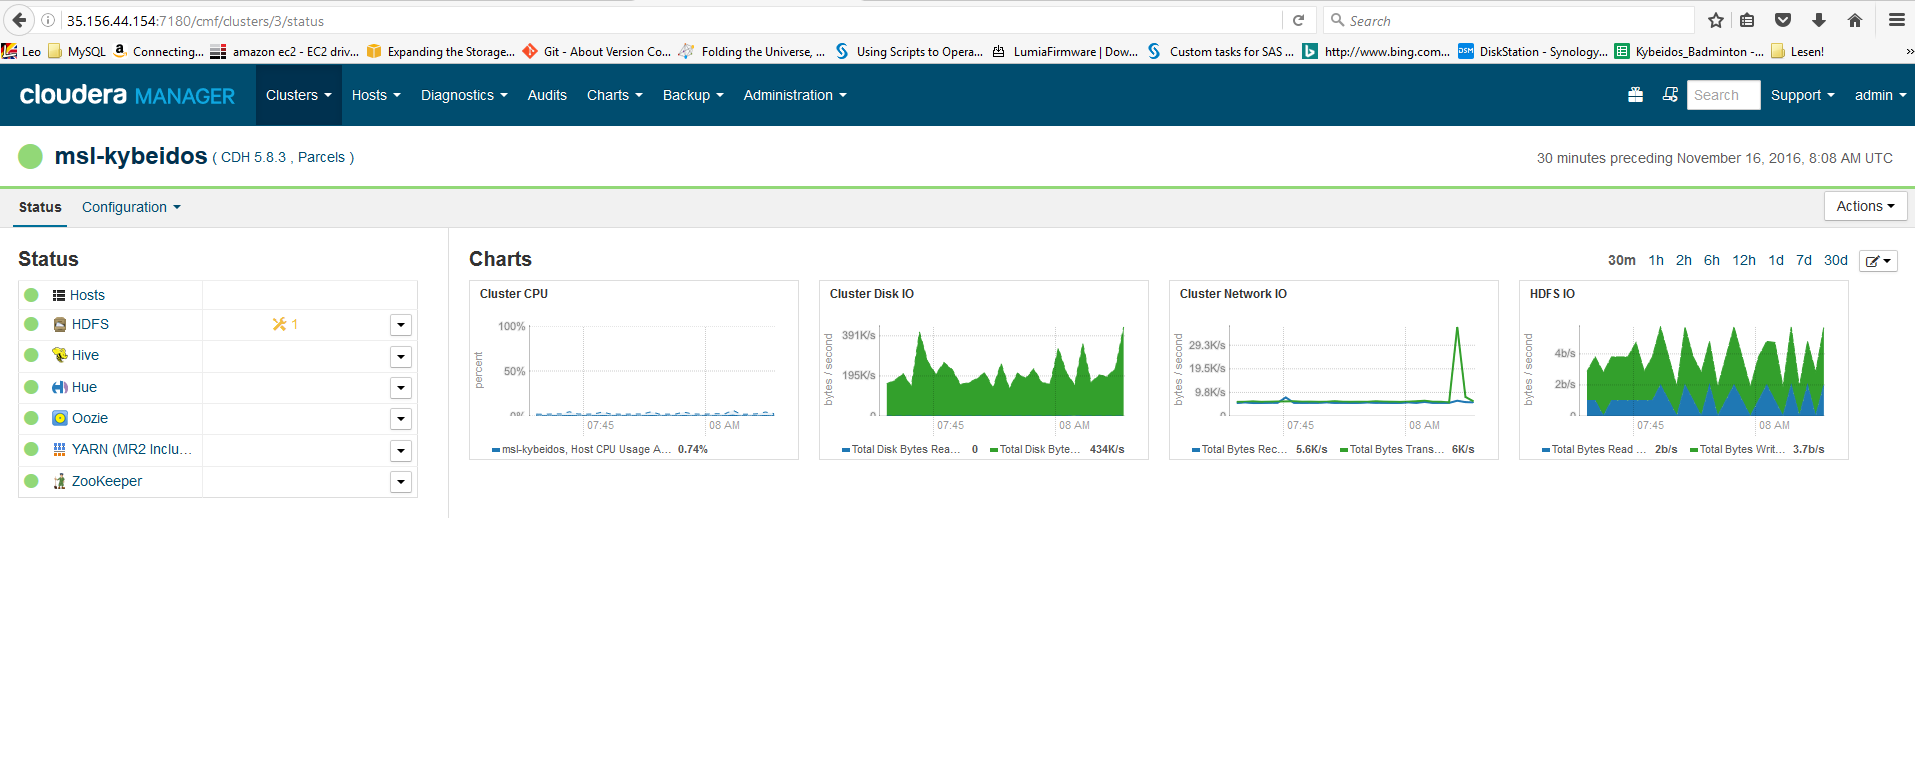 35.156.44.154:7180/cmf/clusters/3/status
Search
Leo MySQL Connecting... amazon ec2 - EC2 driv... Expanding the Storage... Git - About Version Co... Folding the Universe, ... Using Scripts to Opera... LumiaFirmware | Dow... Custom tasks for SAS ... http://www.bing.com... DiskStation - Synology... Kybeidos_Badminton -... Lesen! »
cloudera MANAGER Clusters Hosts Diagnostics Audits Charts Backup Administration Search Support admin
msl-kybeidos ( CDH 5.8.3 , Parcels )
30 minutes preceding November 16, 2016, 8:08 AM UTC
Status Configuration Actions
Status
Hosts
HDFS 1
Hive
Hue
Oozie
YARN (MR2 Inclu...
ZooKeeper
Charts
30m 1h 2h 6h 12h 1d 7d 30d
Cluster CPU
percent
100%
50%
0%
07:45 08 AM
msl-kybeidos, Host CPU Usage A... 0.74%
Cluster Disk IO
bytes / second
391K/s
195K/s
0
07:45 08 AM
Total Disk Bytes Rea... 0 Total Disk Byte... 434K/s
Cluster Network IO
bytes / second
29.3K/s
19.5K/s
9.8K/s
0
07:45 08 AM
Total Bytes Rec... 5.6K/s Total Bytes Trans... 6K/s
HDFS IO
bytes / second
4b/s
2b/s
0
07:45 08 AM
Total Bytes Read ... 2b/s Total Bytes Writ... 3.7b/s